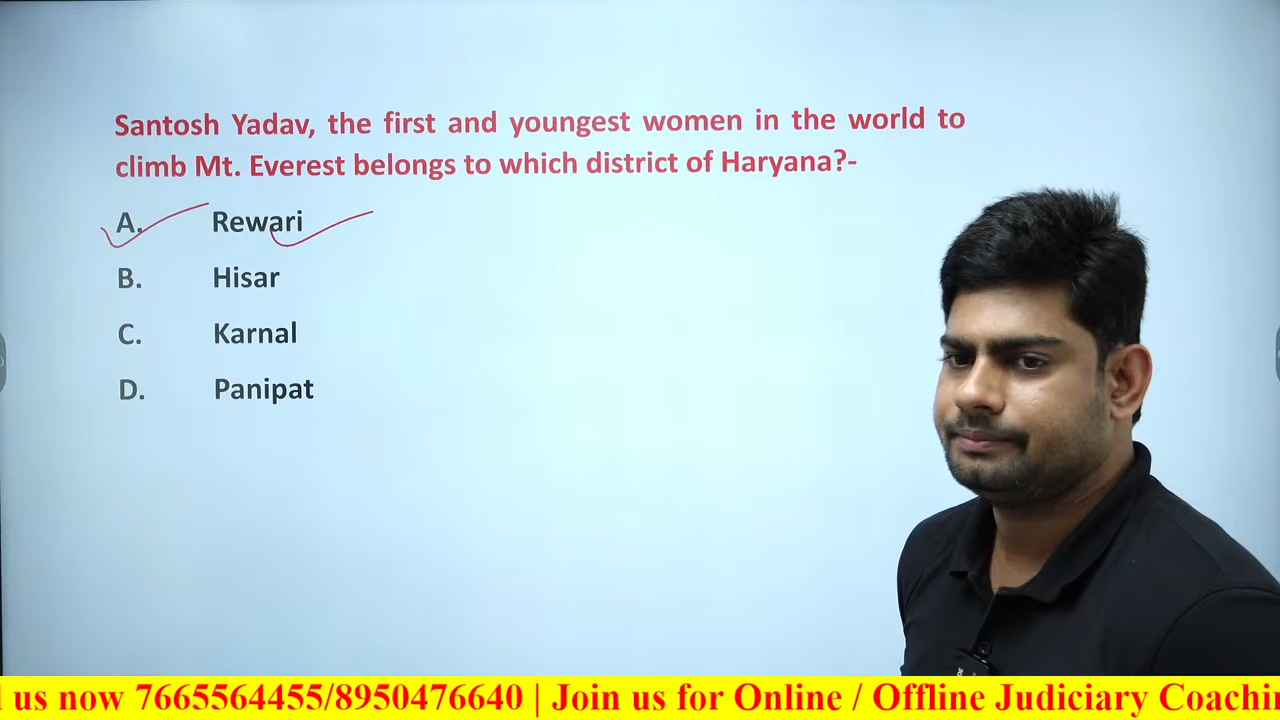 Santosh Yadav, the first and youngest women in the world to
climb Mt. Everest belongs to which district of Haryana?-
A. Rewari
B. Hisar
C. Karnal
D. Panipat
us now 7665564455/8950476640 | Join us for Online / Offline Judiciary Coachin